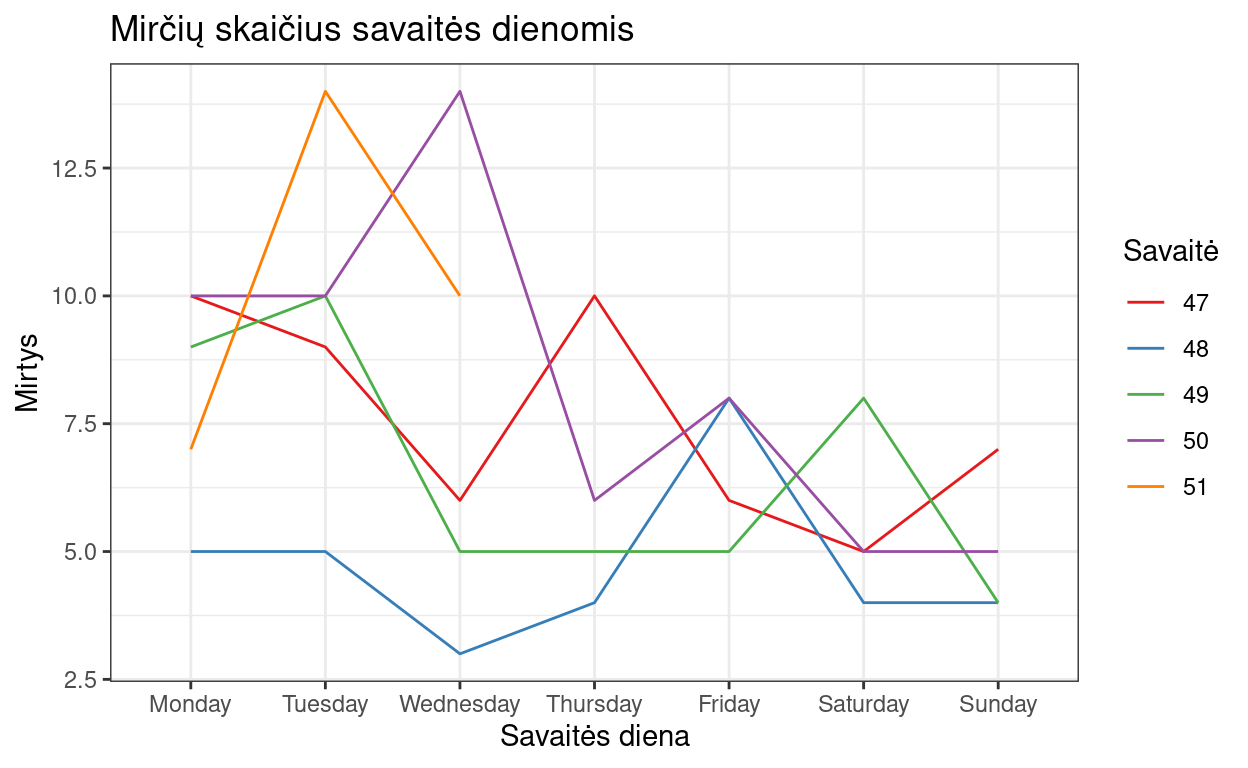 Mirčių skaičius savaitės dienomis
Mirtys
12.5
10.0
7.5
5.0
2.5
Monday Tuesday Wednesday Thursday Friday Saturday Sunday
Savaitės diena
Savaitė
47
48
49
50
51